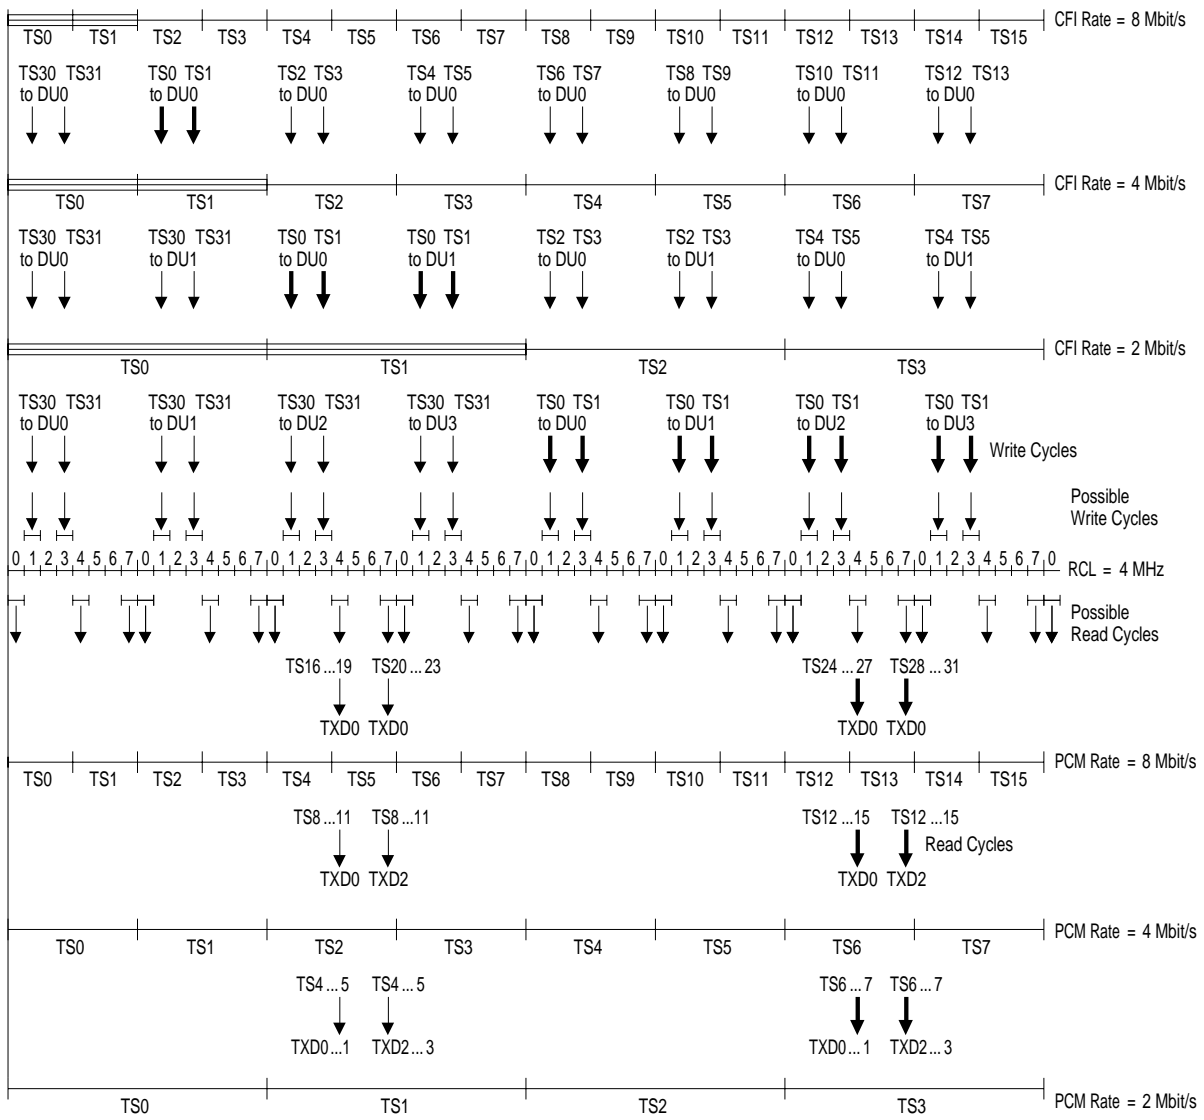 CFI Rate = 8 Mbit/s
TS0 TS1 TS2 TS3 TS4 TS5 TS6 TS7 TS8 TS9 TS10 TS11 TS12 TS13 TS14 TS15
TS30 TS31 TS0 TS1 TS2 TS3 TS4 TS5 TS6 TS7 TS8 TS9 TS10 TS11 TS12 TS13
to DU0 to DU0 to DU0 to DU0 to DU0 to DU0 to DU0 to DU0
CFI Rate = 4 Mbit/s
TS0 TS1 TS2 TS3 TS4 TS5 TS6 TS7
TS30 TS31 TS30 TS31 TS0 TS1 TS0 TS1 TS2 TS3 TS2 TS3 TS4 TS5 TS4 TS5
to DU0 to DU1 to DU0 to DU1 to DU0 to DU1 to DU0 to DU1
CFI Rate = 2 Mbit/s
TS0 TS1 TS2 TS3
TS30 TS31 TS30 TS31 TS30 TS31 TS30 TS31 TS0 TS1 TS0 TS1 TS0 TS1 TS0 TS1
to DU0 to DU1 to DU2 to DU3 to DU0 to DU1 to DU2 to DU3
Write Cycles
Possible
Write Cycles
0 1 2 3 4 5 6 7 0 1 2 3 4 5 6 7 0 1 2 3 4 5 6 7 0 1 2 3 4 5 6 7 0 1 2 3 4 5 6 7 0 1 2 3 4 5 6 7 0 1 2 3 4 5 6 7 0 1 2 3 4 5 6 7 0
RCL = 4 MHz
Possible
Read Cycles
TS16 ... 19 TS20 ... 23 TS24 ... 27 TS28 ... 31
TXD0 TXD0 TXD0 TXD0
PCM Rate = 8 Mbit/s
TS0 TS1 TS2 TS3 TS4 TS5 TS6 TS7 TS8 TS9 TS10 TS11 TS12 TS13 TS14 TS15
TS8 ... 11 TS8 ... 11 TS12 ... 15 TS12 ... 15
Read Cycles
TXD0 TXD2 TXD0 TXD2
PCM Rate = 4 Mbit/s
TS0 TS1 TS2 TS3 TS4 TS5 TS6 TS7
TS4 ... 5 TS4 ... 5 TS6 ... 7 TS6 ... 7
TXD0 ... 1 TXD2 ... 3 TXD0 ... 1 TXD2 ... 3
PCM Rate = 2 Mbit/s
TS0 TS1 TS2 TS3